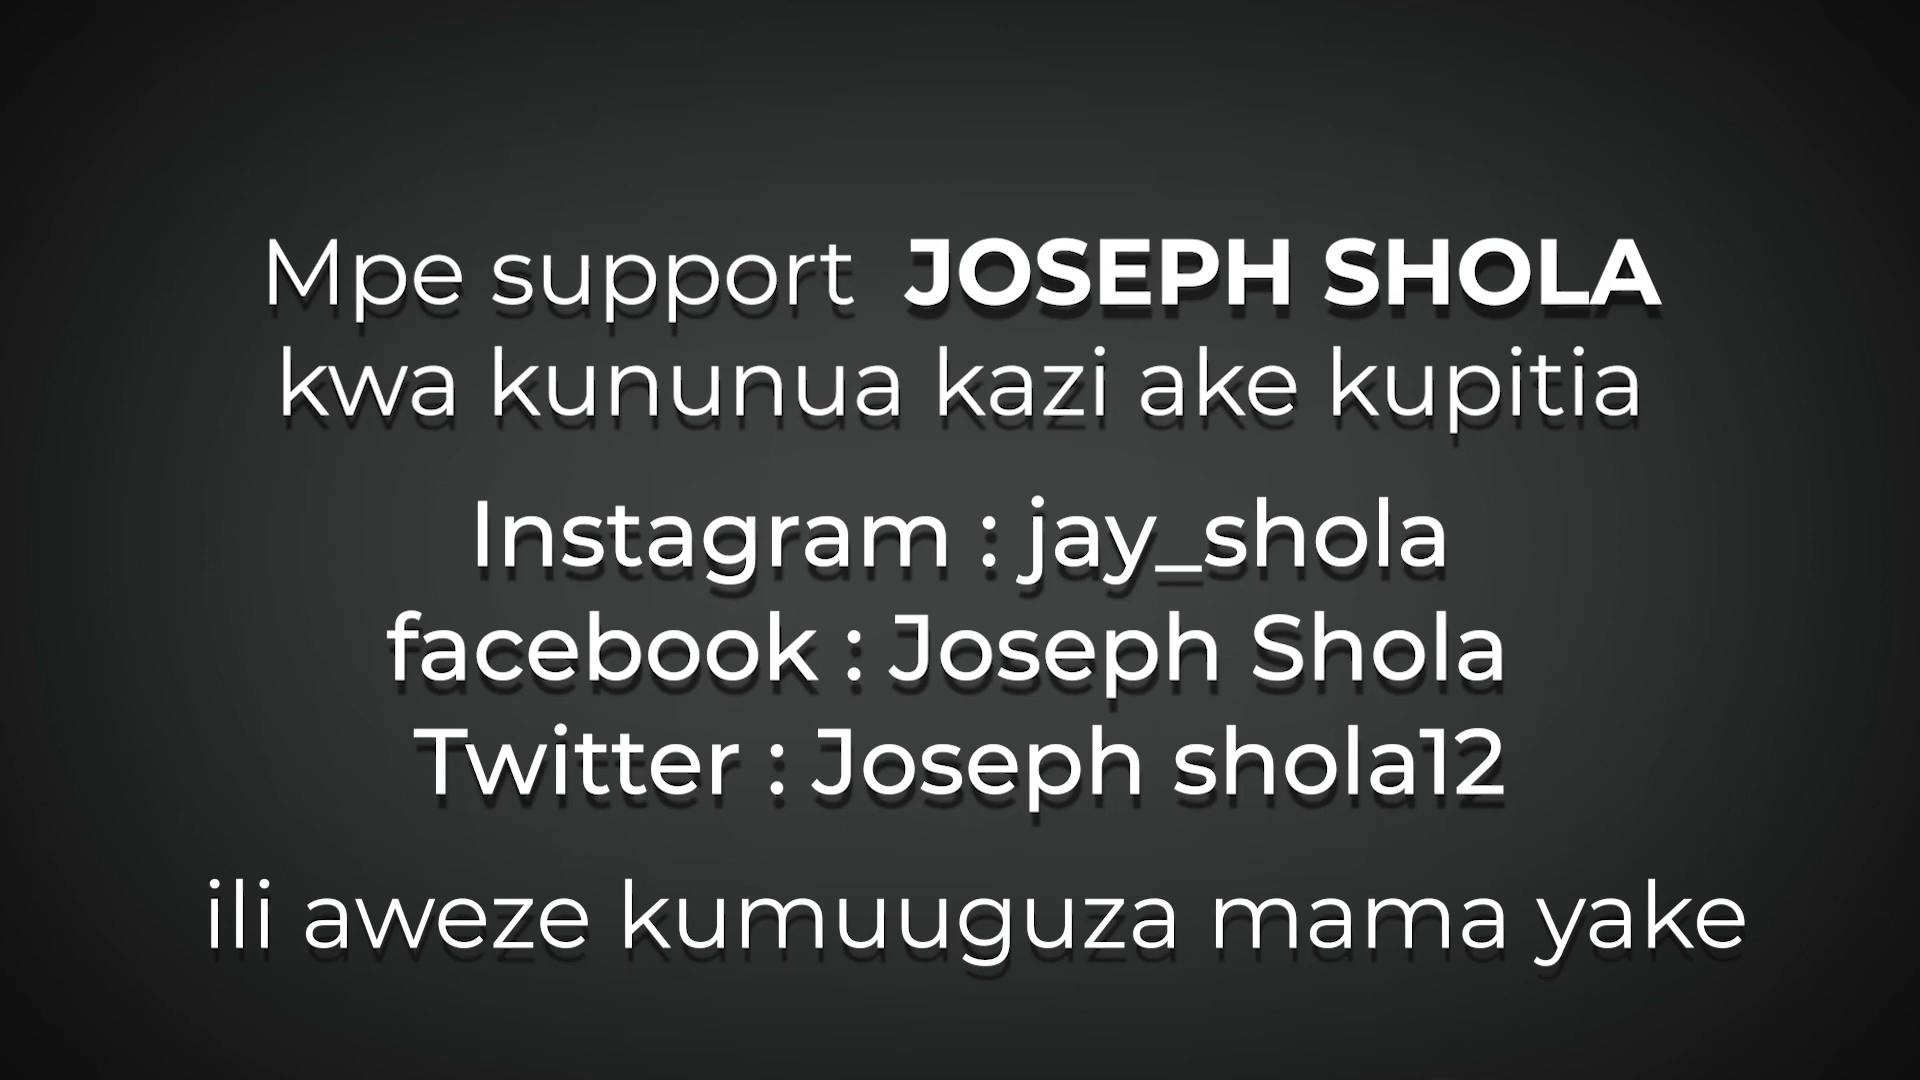 Mpe support JOSEPH SHOLA
kwa kununua kazi ake kupitia
Instagram : jay_shola
facebook : Joseph Shola
Twitter : Joseph shola12
ili aweze kumuuguza mama yake